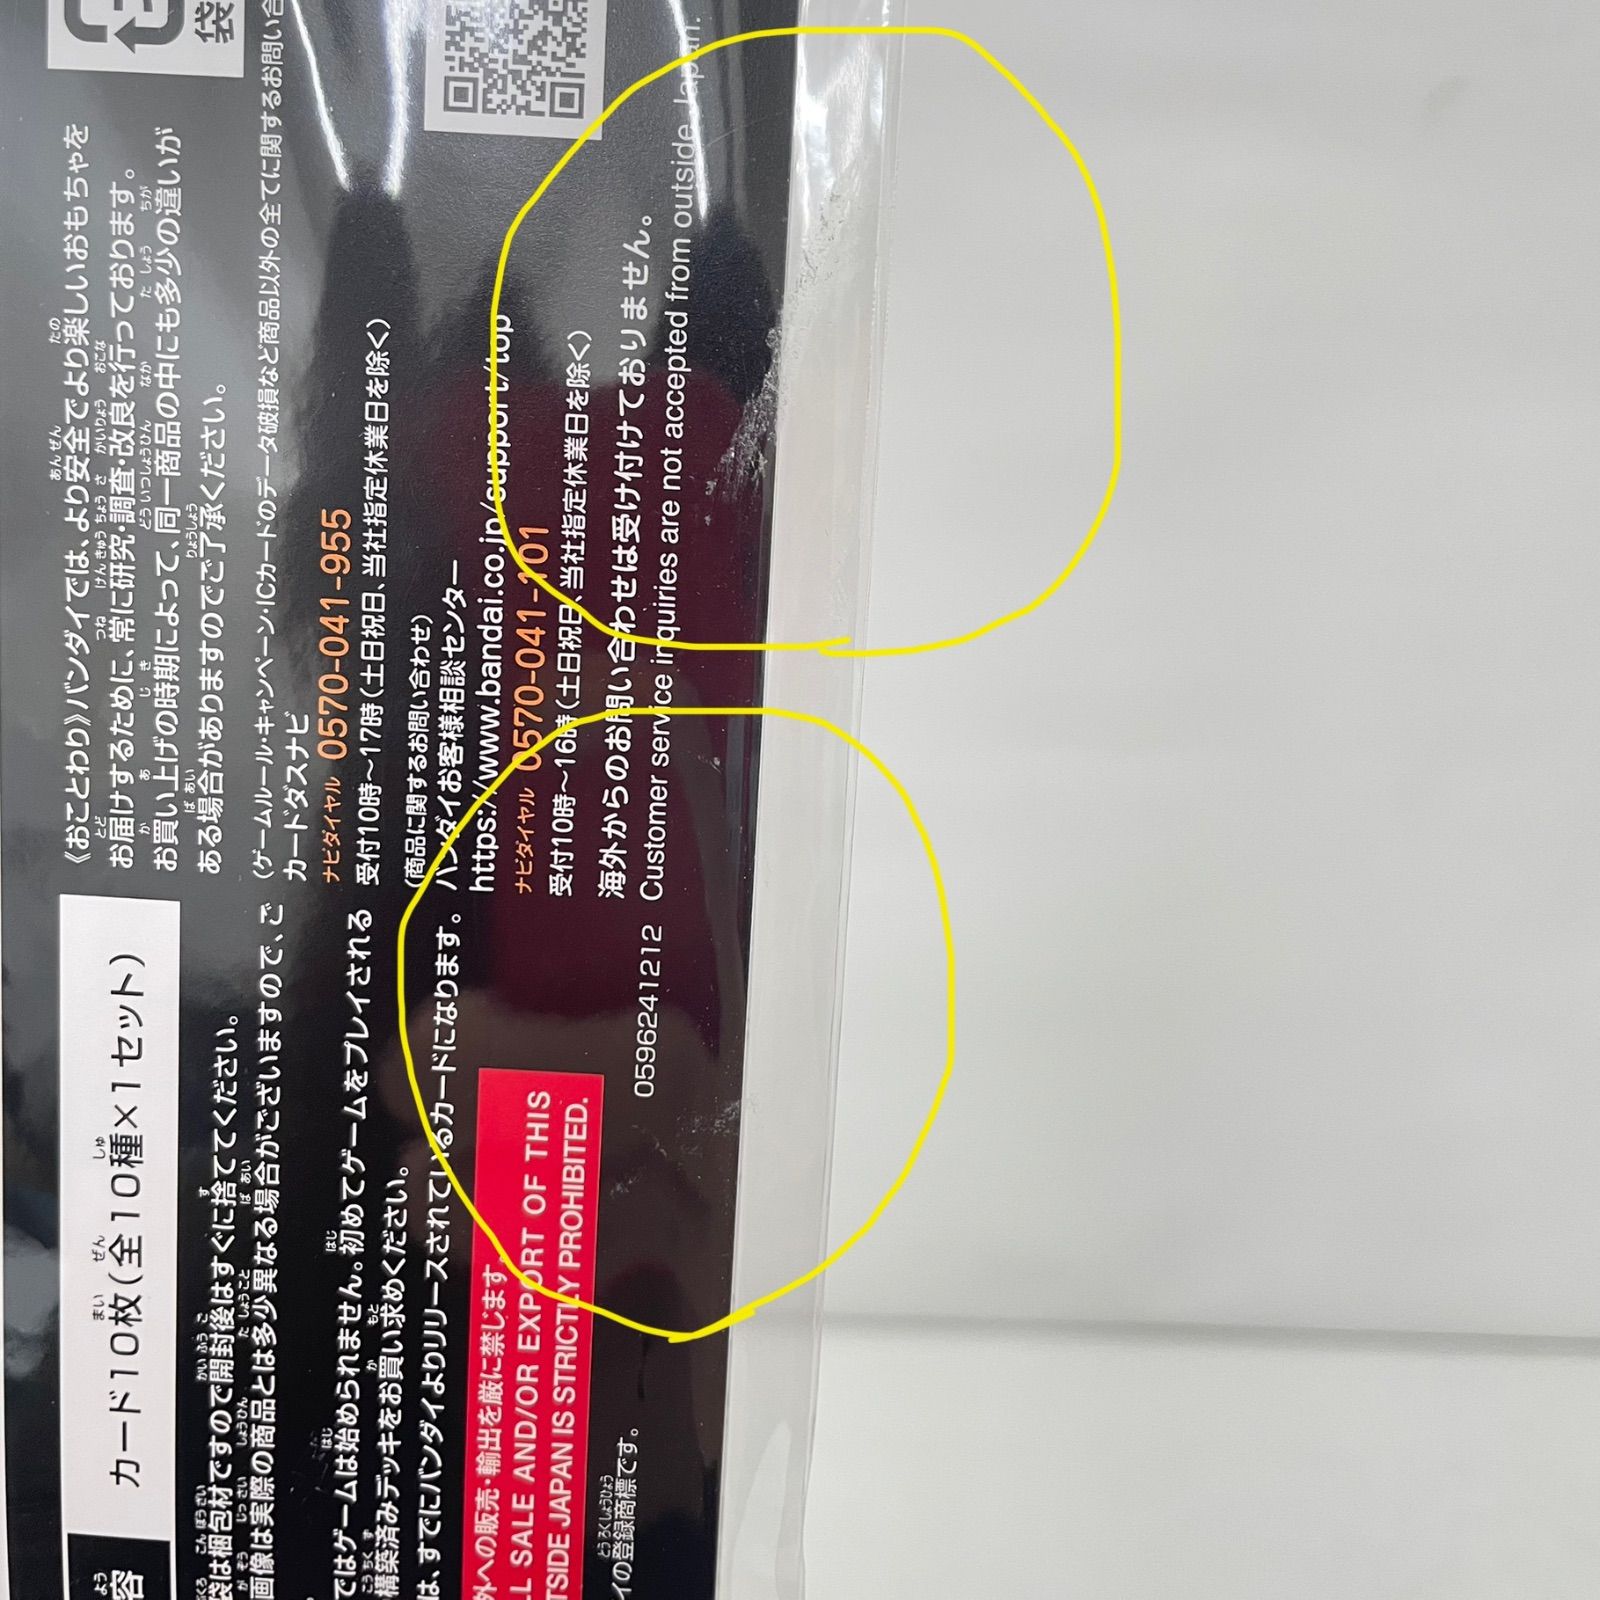 容
カード10枚(全10種×1セット)
袋は梱包材ですので開封後はすぐに捨ててください。
画像は実際の商品とは多少異なる場合がございますので、ご
ではゲームは始められません。初めてゲームをプレイされる
構築済みデッキをお買い求めください。
は、すでにバンダイよりリリースされているカードになります。
外への販売・輸出を厳に禁じます。
SALE AND/OR EXPORT OF THIS
JAPAN IS STRICTLY PROHIBITED.
イの登録商標です。
袋
《おことわり》バンダイでは、より安全でより楽しいおもちゃを
お届けするために、常に研究・調査・改良を行っております。
お買い上げの時期によって、同一商品の中にも多少の違いが
ある場合がありますのでご了承ください。
〈ゲームルール・キャンペーン・ICカードのデータ破損など商品以外の全てに関するお問い合
カードダスナビ
ナビダイヤル 0570-041-955
受付10時〜17時(土日祝日、当社指定休業日を除く)
(商品に関するお問い合わせ)
バンダイお客様相談センター
https://www.bandai.co.jp/support/top
ナビダイヤル 0570-041-101
受付10時〜16時(土日祝日、当社指定休業日を除く)
海外からのお問い合わせは受け付けておりません。
0596241212 Customer service inquiries are not accepted from outside Japan.